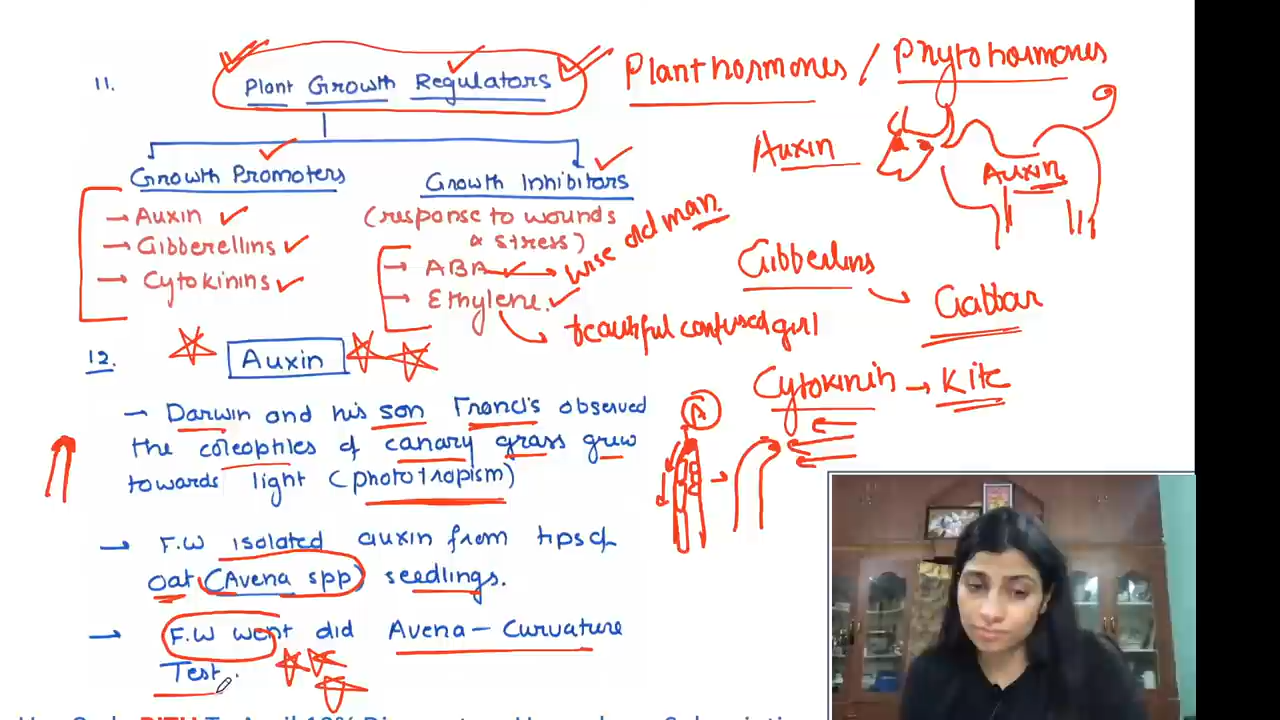 11. Plant Growth Regulators
Plant hormones / Phytohormones
Auxin
Auxin
Growth Promoters
Growth Inhibitors
→ Auxin
→ Gibberellins
→ Cytokinins
(response to wounds
& stress)
→ ABA → wise old man
→ Ethylene.
beautiful confused girl
Gibberlins
Gabbar
Cytokinin → Kite
12. Auxin
→ Darwin and his son Francis observed
the coleoptiles of canary grass grew
towards light (phototropism)
A
→ F.W isolated auxin from tips of
oat (Avena spp) seedlings.
→ F.W went did Avena - Curvature
Test.